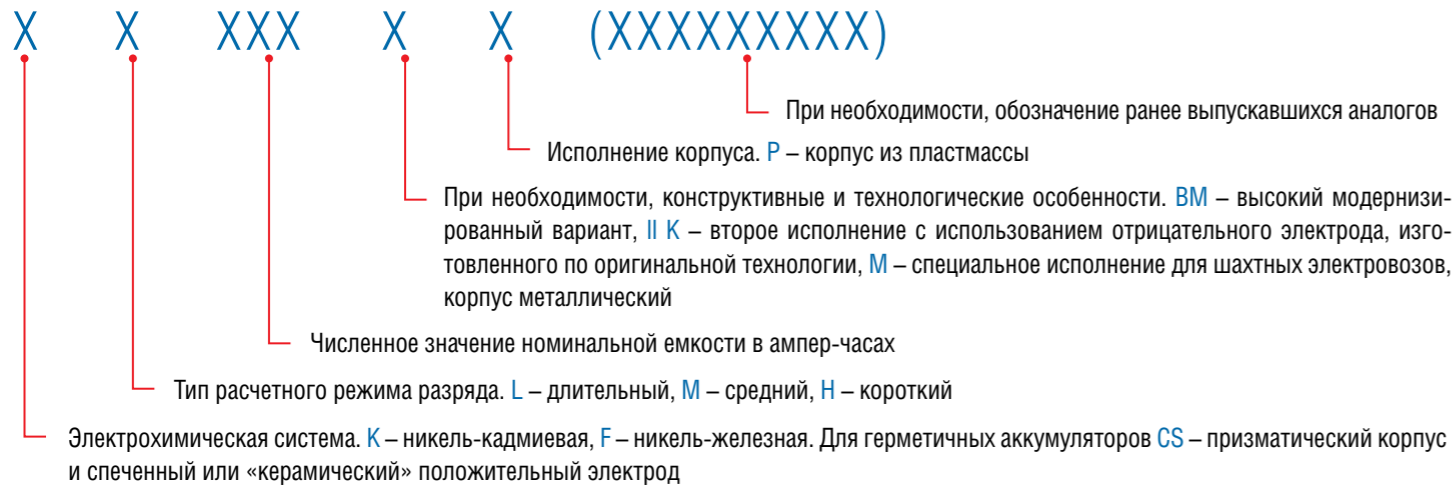 X X XXX X X (XXXXXXXXX)
При необходимости, обозначение ранее выпускавшихся аналогов
Исполнение корпуса. P – корпус из пластмассы
При необходимости, конструктивные и технологические особенности. ВМ – высокий модернизи-
рованный вариант, II К – второе исполнение с использованием отрицательного электрода, изго-
товленного по оригинальной технологии, М – специальное исполнение для шахтных электровозов,
корпус металлический
Численное значение номинальной емкости в ампер-часах
Тип расчетного режима разряда. L – длительный, M – средний, H – короткий
Электрохимическая система. K – никель-кадмиевая, F – никель-железная. Для герметичных аккумуляторов CS – призматический корпус
и спеченный или «керамический» положительный электрод